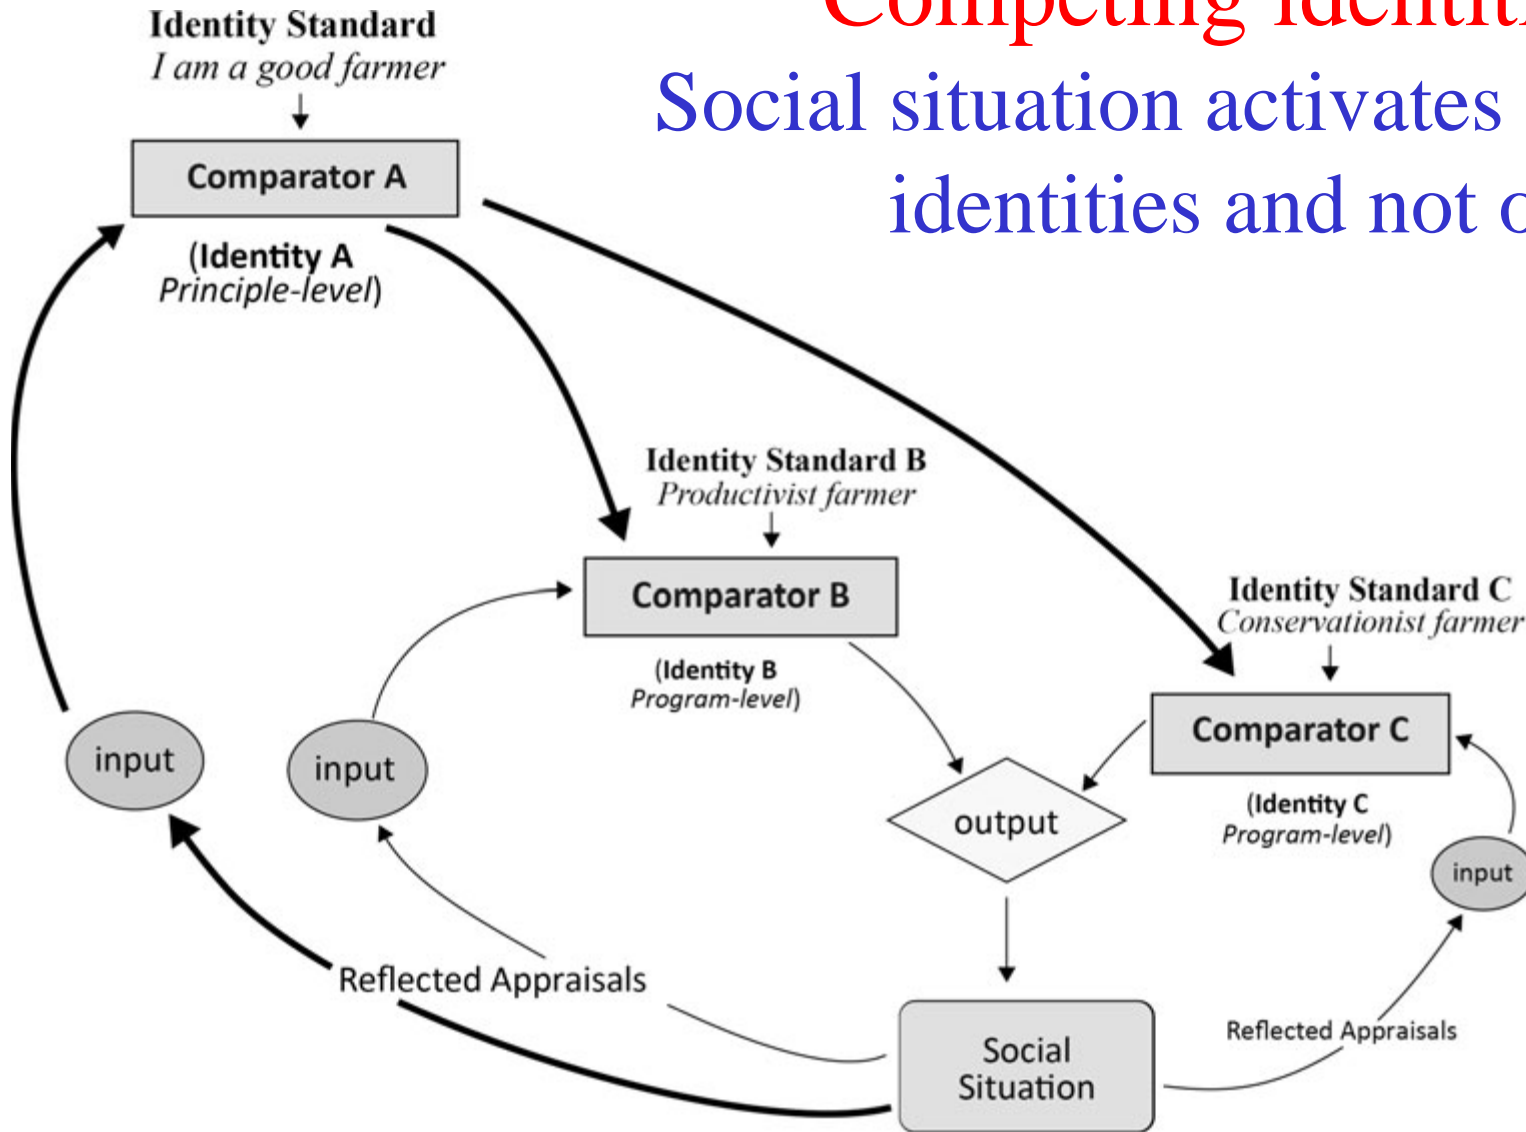 Competing
Social situation activates
identities and not
Identity Standard
I am a good farmer
Comparator A
(Identity A
Principle-level)
Identity Standard B
Productivist farmer
Comparator B
(Identity B
Program-level)
Identity Standard C
Conservationist farmer
Comparator C
(Identity C
Program-level)
input
input
output
input
Reflected Appraisals
Reflected Appraisals
Social
Situation